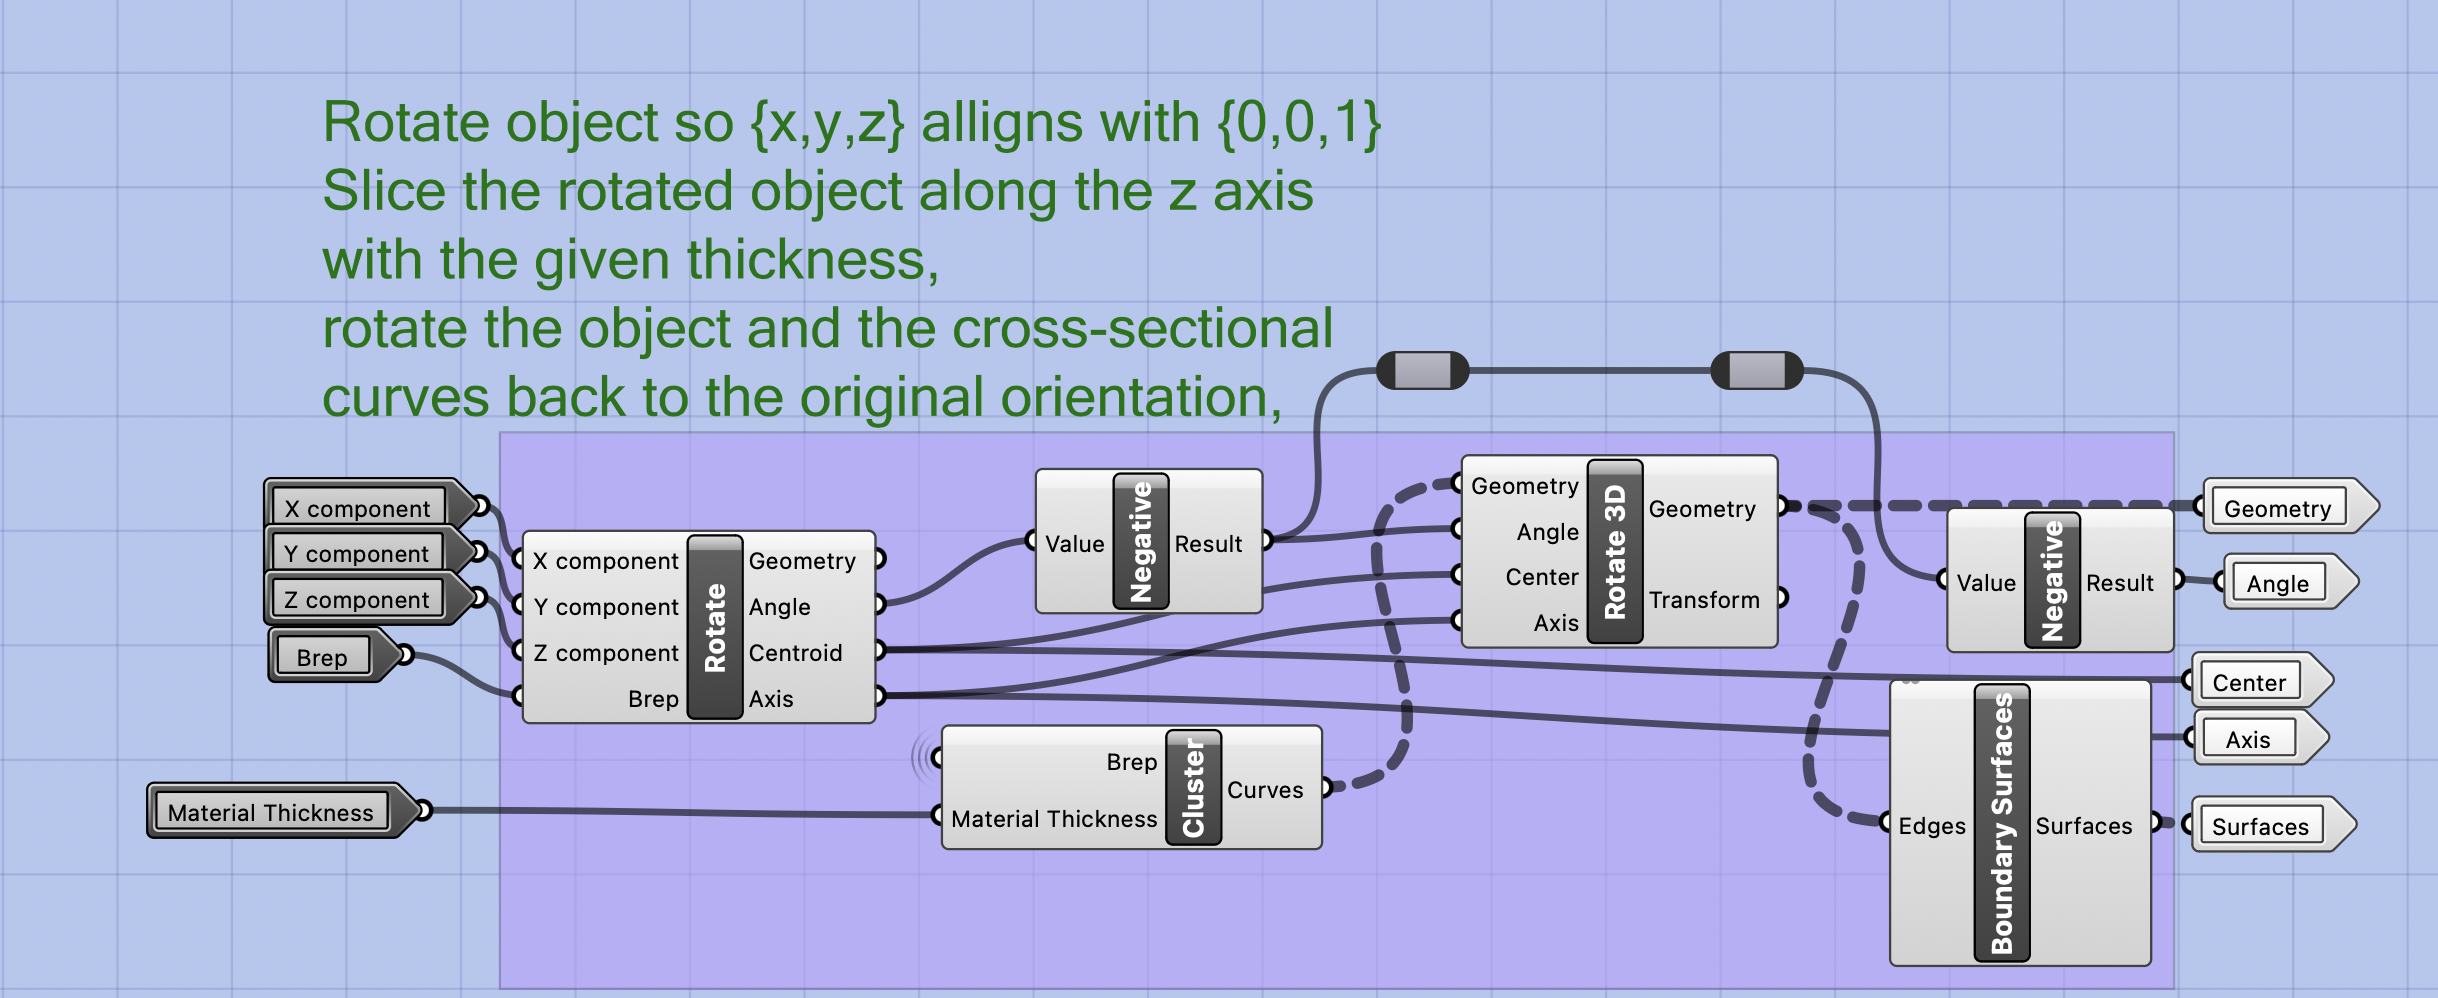 Rotate object so {x,y,z} alligns with {0,0,1}
Slice the rotated object along the z axis
with the given thickness,
rotate the object and the cross-sectional
curves back to the original orientation,
X component
Y component
Z component
Brep
Material Thickness
X component
Y component
Z component
Brep
Rotate
Geometry
Angle
Centroid
Axis
Value
Negative
Result
Brep
Material Thickness
Cluster
Curves
Geometry
Angle
Center
Axis
Rotate 3D
Geometry
Transform
Value
Negative
Result
Edges
Boundary Surfaces
Surfaces
Geometry
Angle
Center
Axis
Surfaces